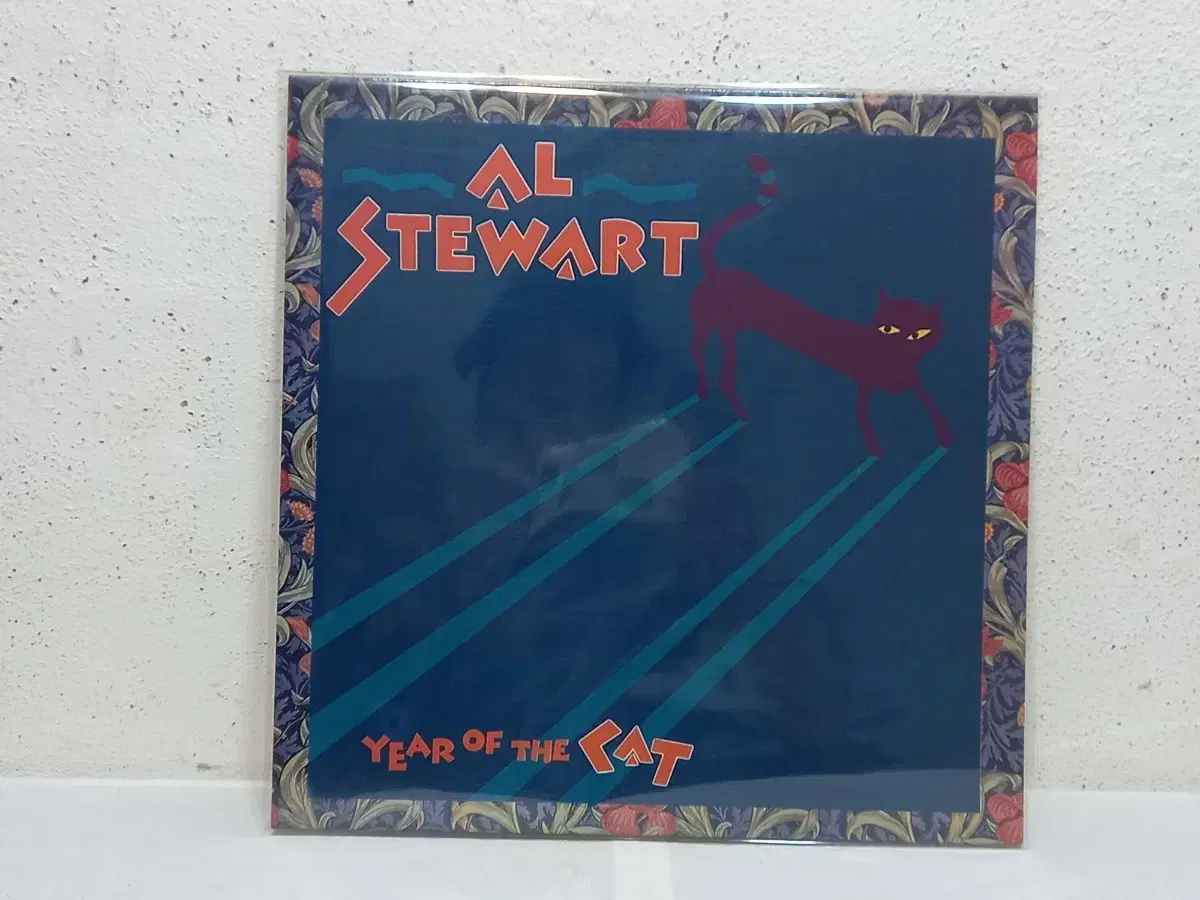 AL
STEWART
YEAR OF THE CAT